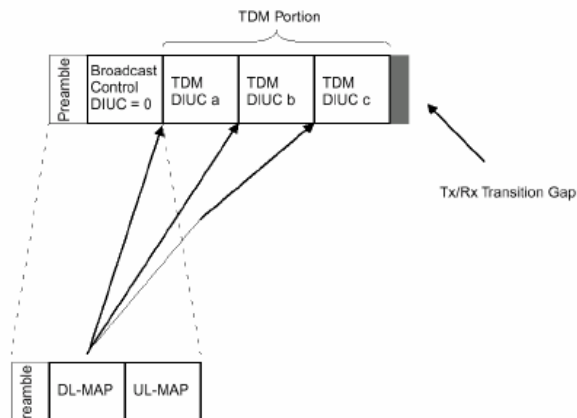 TDM Portion
Preamble
Broadcast
Control
DIUC = 0
TDM
DIUC a
TDM
DIUC b
TDM
DIUC c
Tx/Rx Transition Gap
reamble
DL-MAP
UL-MAP